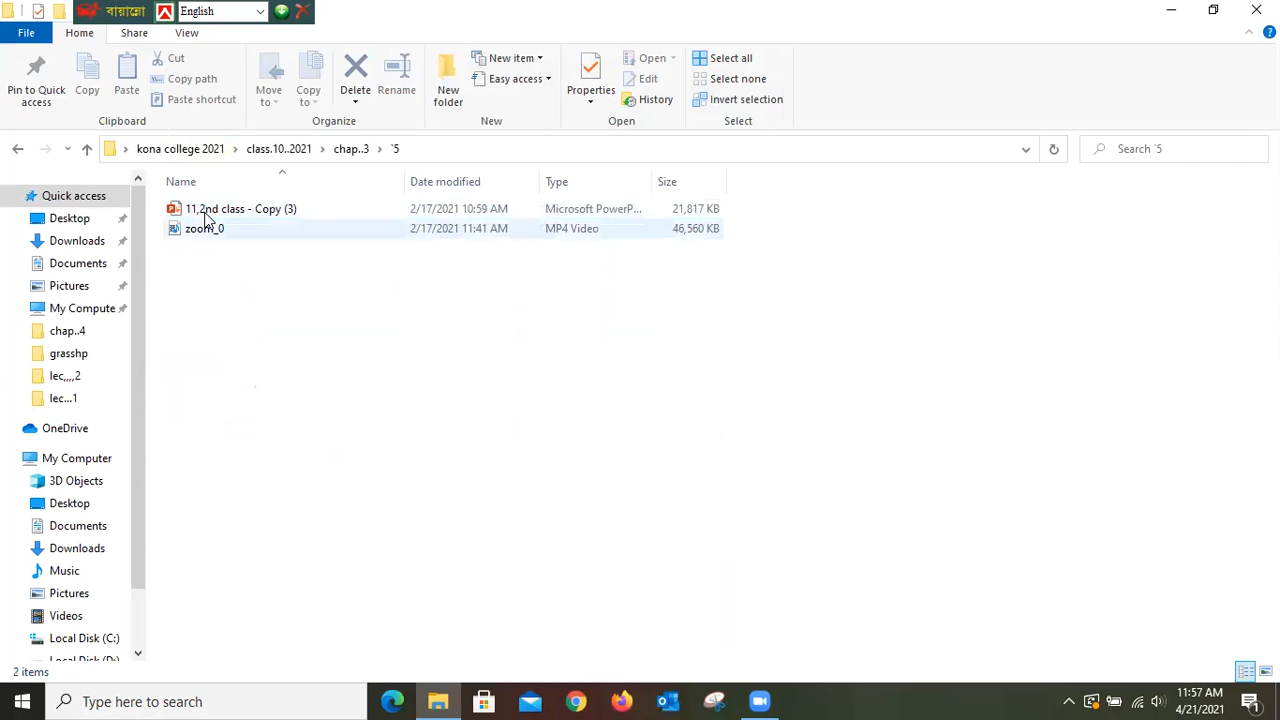 বায়ান্নো English
File Home Share View
Pin to Quick access
Copy
Paste
Cut
Copy path
Paste shortcut
Clipboard
Move to
Copy to
Delete
Rename
Organize
New folder
New item
Easy access
New
Properties
Open
Edit
History
Open
Select all
Select none
Invert selection
Select
kona college 2021 > class.10..2021 > chap..3 > `5
Search `5
Name Date modified Type Size
11,2nd class - Copy (3) 2/17/2021 10:59 AM Microsoft PowerP... 21,817 KB
zoom_0 2/17/2021 11:41 AM MP4 Video 46,560 KB
Quick access
Desktop
Downloads
Documents
Pictures
My Compute
chap..4
grasshp
lec,,,,2
lec...1
OneDrive
My Computer
3D Objects
Desktop
Documents
Downloads
Music
Pictures
Videos
Local Disk (C:)
2 items
Type here to search
11:57 AM
4/21/2021
1